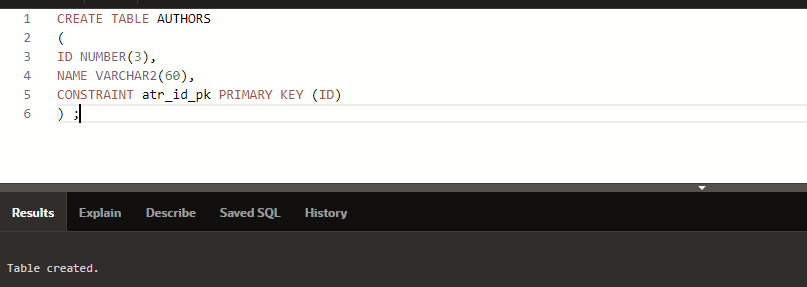 1 CREATE TABLE AUTHORS
2 (
3 ID NUMBER(3),
4 NAME VARCHAR2(60),
5 CONSTRAINT atr_id_pk PRIMARY KEY (ID)
6 ) ;
Results Explain Describe Saved SQL History
Table created.